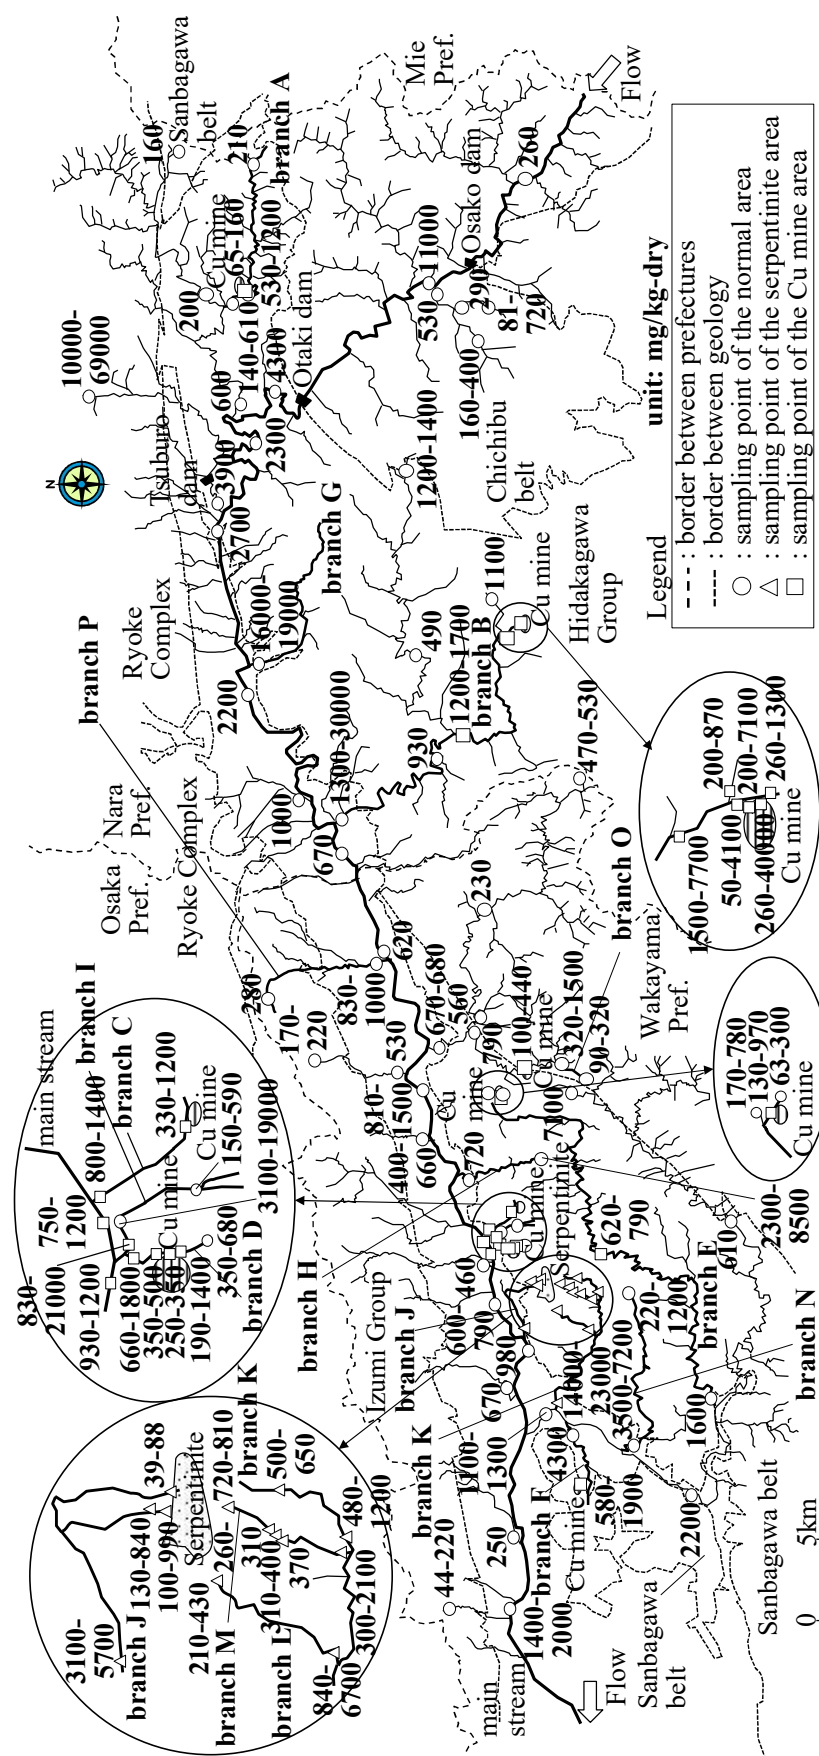 N
Mie
Pref.
Flow
Sanbagawa
belt
160
210
branch A
Cu mine
65-160
530-1200
200
260
Osako dam
11000
530
290
81-
720
160-400
Chichibu
belt
10000-
69000
600
140-610
4300
Otaki dam
2300
Tsuburo
dam
3900
2700
1200-1400
branch G
16000-
19000
Ryoke
Complex
2200
branch P
1100
Cu mine
Hidakagawa
Group
490
1200-1700
branch B
930
470-530
1300-30000
1000
670
Nara
Pref.
Osaka
Pref.
Ryoke Complex
unit: mg/kg-dry
Legend
: border between prefectures
: border between geology
: sampling point of the normal area
: sampling point of the serpentinite area
: sampling point of the Cu mine area
200-870
200-7100
260-1300
1500-7700
50-4100
Cu mine
230
branch O
Wakayama
Pref.
620
280-
170-
220
830-
1000
530
670-680
560
790
100-440
Cu mine
320-1500
90-320
810-
1500
Cu
mine
660
720
170-780
130-970
63-300
Cu mine
2300-
8500
610
620-
790
main stream
branch I
branch C
800-1400
330-1200
Cu mine
150-590
3100-19000
750-
1200
Cu mine
830-
21000
930-1200
660-1800
350-500
250-350
190-1400
350-680
branch D
branch H
Cu mine
Serpentinite
460
600-
790
980
Izumi Group
branch J
branch K
670
1100-
1300
14000-
23000
3500-7200
220-
1200
branch E
branch N
1600
4300
580-
1900
2200
250
branch F
Cu mine
44-220
1400-
2000
main
stream
Flow
Sanbagawa
belt
Sanbagawa belt
0 5km
39-88
Serpentinite
720-810
branch K
500-
650
480-
1200
130-840
100-990
260-
310
370
310-400
300-2100
3100-
5700
branch J
210-430
branch M
branch L
840-
6700